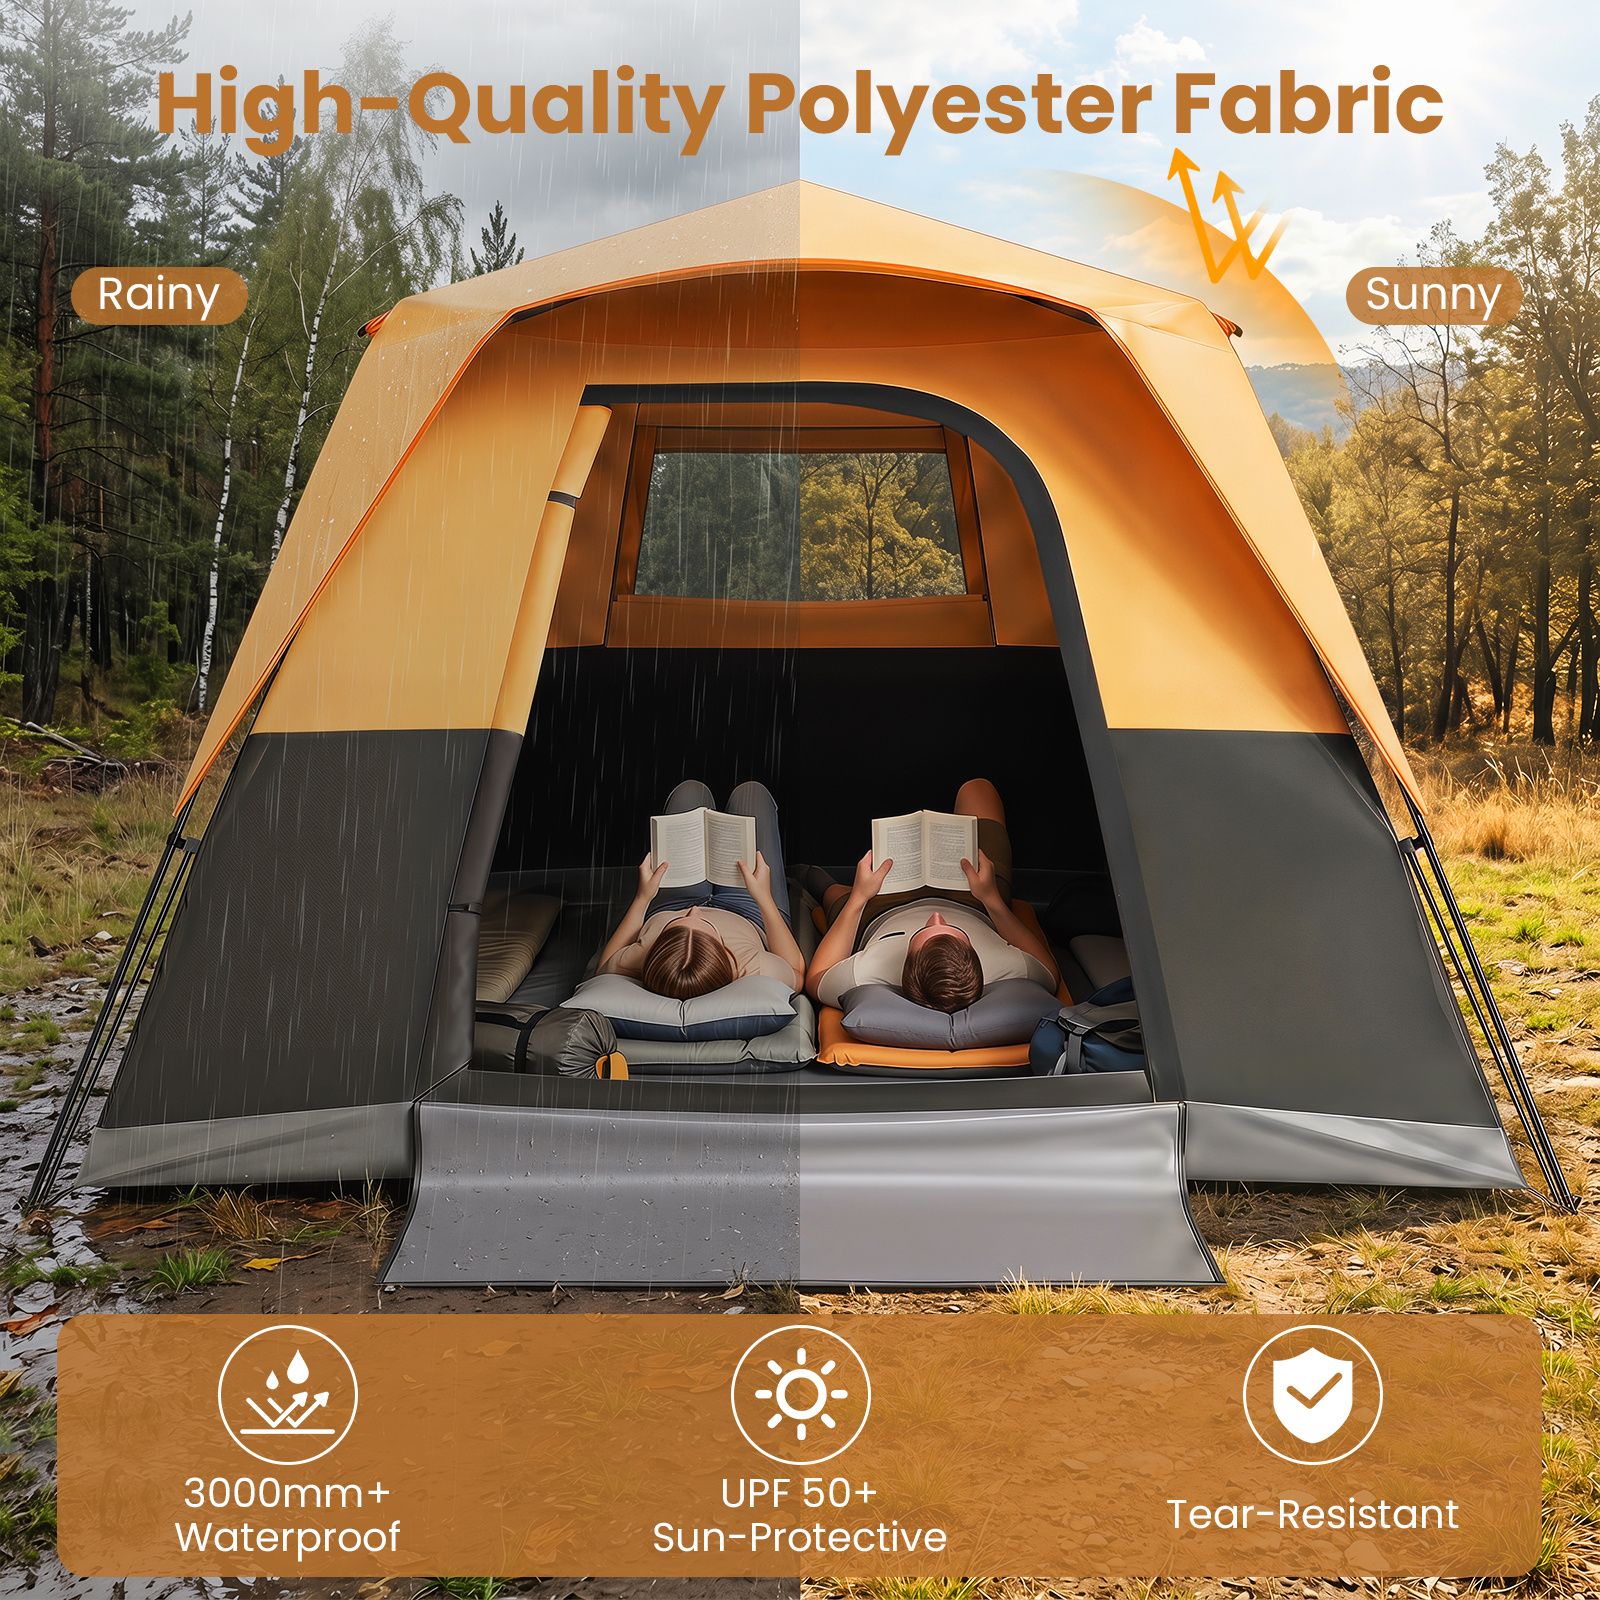 High-Quality Polyester Fabric
Rainy
Sunny
3000mm+
Waterproof
UPF 50+
Sun-Protective
Tear-Resistant